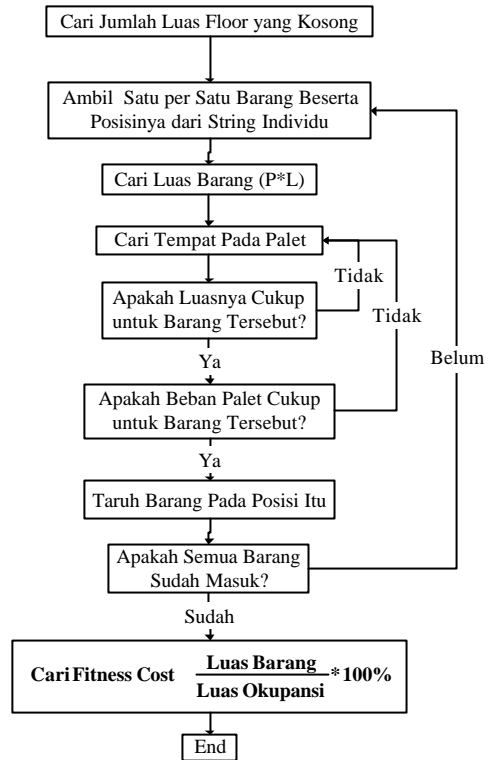 Cari Jumlah Luas Floor yang Kosong
Ambil Satu per Satu Barang Beserta
Posisinya dari String Individu
Cari Luas Barang (P*L)
Cari Tempat Pada Palet
Tidak
Apakah Luasnya Cukup
untuk Barang Tersebut?
Tidak
Belum
Ya
Apakah Beban Palet Cukup
untuk Barang Tersebut?
Ya
Taruh Barang Pada Posisi Itu
Apakah Semua Barang
Sudah Masuk?
Sudah
Cari Fitness Cost Luas Barang
Luas Okupansi *100%
End